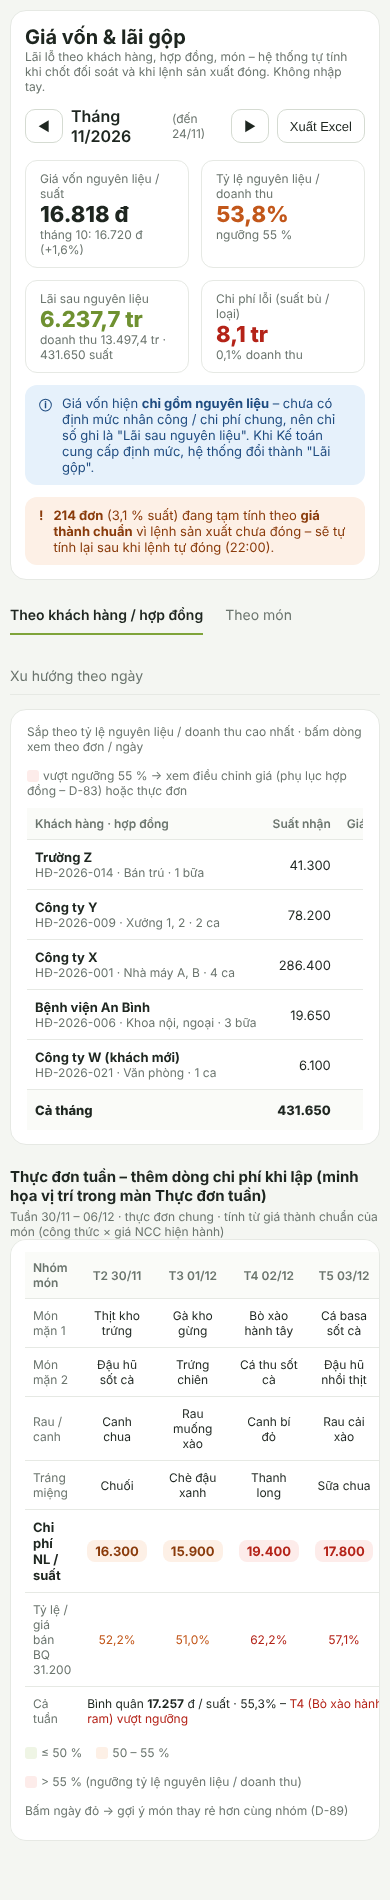 Giá vốn & lãi gộp
Lãi lỗ theo khách hàng, hợp đồng, món – hệ thống tự tính
khi chốt đối soát và khi lệnh sản xuất đóng. Không nhập
tay.
◀ Tháng 11/2026 (đến 24/11) ▶ Xuất Excel
Giá vốn nguyên liệu / suất
16.818 đ
tháng 10: 16.720 đ (+1,6%)
Tỷ lệ nguyên liệu / doanh thu
53,8%
ngưỡng 55 %
Lãi sau nguyên liệu
6.237,7 tr
doanh thu 13.497,4 tr · 431.650 suất
Chi phí lỗi (suất bù / loại)
8,1 tr
0,1% doanh thu
ⓘ Giá vốn hiện chỉ gồm nguyên liệu – chưa có
định mức nhân công / chi phí chung, nên chỉ
số ghi là "Lãi sau nguyên liệu". Khi Kế toán
cung cấp định mức, hệ thống đổi thành "Lãi
gộp".
! 214 đơn (3,1 % suất) đang tạm tính theo giá
thành chuẩn vì lệnh sản xuất chưa đóng – sẽ tự
tính lại sau khi lệnh tự đóng (22:00).
Theo khách hàng / hợp đồng Theo món
Xu hướng theo ngày
Sắp theo tỷ lệ nguyên liệu / doanh thu cao nhất · bấm dòng
xem theo đơn / ngày
vượt ngưỡng 55 % → xem điều chỉnh giá (phụ lục hợp
đồng – D-83) hoặc thực đơn
Khách hàng · hợp đồng Suất nhận Giá
Trường Z
HĐ-2026-014 · Bán trú · 1 bữa 41.300
Công ty Y
HĐ-2026-009 · Xưởng 1, 2 · 2 ca 78.200
Công ty X
HĐ-2026-001 · Nhà máy A, B · 4 ca 286.400
Bệnh viện An Bình
HĐ-2026-006 · Khoa nội, ngoại · 3 bữa 19.650
Công ty W (khách mới)
HĐ-2026-021 · Văn phòng · 1 ca 6.100
Cả tháng 431.650
Thực đơn tuần – thêm dòng chi phí khi lập (minh
họa vị trí trong màn Thực đơn tuần)
Tuần 30/11 – 06/12 · thực đơn chung · tính từ giá thành chuẩn của
món (công thức × giá NCC hiện hành)
Nhóm món T2 30/11 T3 01/12 T4 02/12 T5 03/12
Món mặn 1 Thịt kho trứng Gà kho gừng Bò xào hành tây Cá basa sốt cà
Món mặn 2 Đậu hũ sốt cà Trứng chiên Cá thu sốt cà Đậu hũ nhồi thịt
Rau / canh Canh chua Rau muống xào Canh bí đỏ Rau cải xào
Tráng miệng Chuối Chè đậu xanh Thanh long Sữa chua
Chi phí NL / suất 16.300 15.900 19.400 17.800
Tỷ lệ / giá bán BQ 31.200 52,2% 51,0% 62,2% 57,1%
Cả tuần Bình quân 17.257 đ / suất · 55,3% – T4 (Bò xào hành
ram) vượt ngưỡng
≤ 50 % 50 – 55 %
> 55 % (ngưỡng tỷ lệ nguyên liệu / doanh thu)
Bấm ngày đỏ → gợi ý món thay rẻ hơn cùng nhóm (D-89)